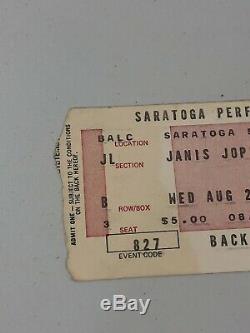 SARATOGA PERF
BALC SARATOGA
LOCATION
JL JANIS JOP
SECTION
B WED AUG 2
ROW/BOX
3 $5.00 08
SEAT
827 BACK
EVENT CODE
ADMIT ONE - SUBJECT TO THE CONDITIONS
ON THE BACK HEREOF.